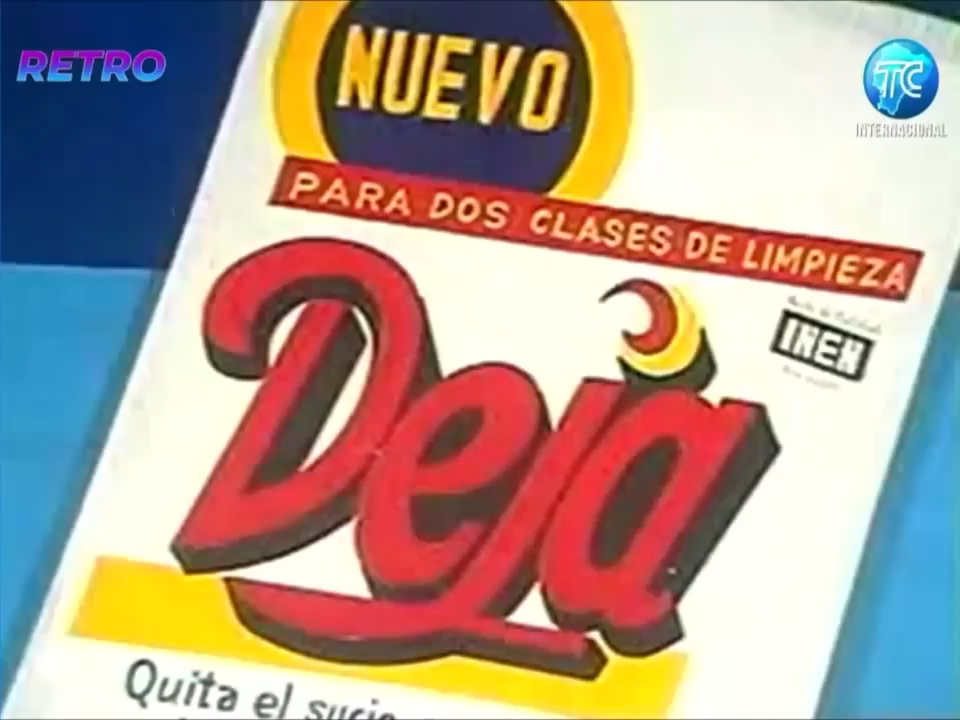 RETRO
TC
INTERNACIONAL
NUEVO
PARA DOS CLASES DE LIMPIEZA
INEN
Deja
Quita el sucio